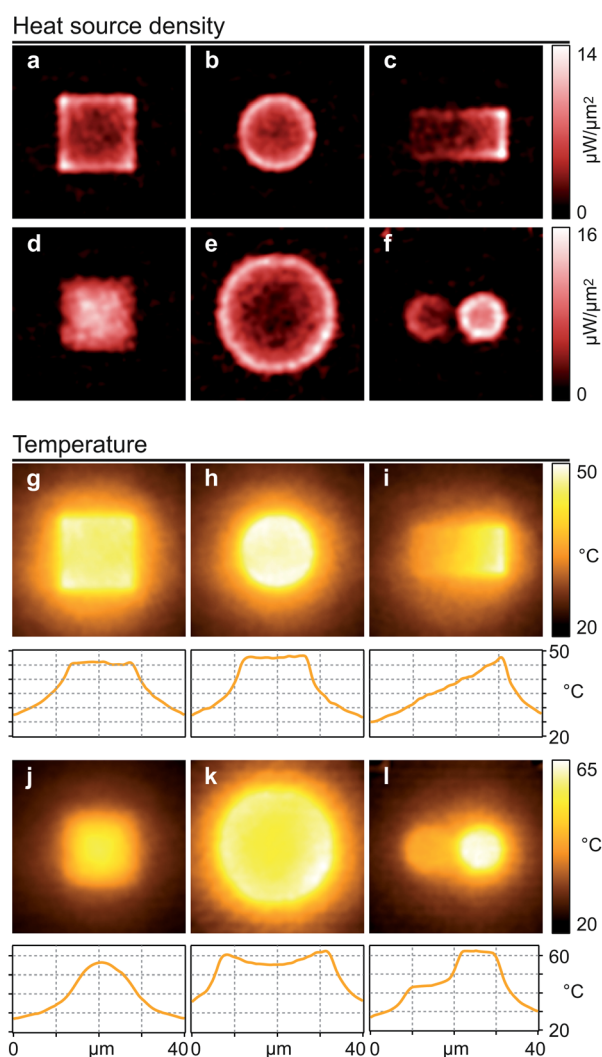 Heat source density
a b c 14
µW/µm²
0
d e f 16
µW/µm²
0
Temperature
g h i 50
°C
20
50
°C
20
j k l 65
°C
20
60
°C
20
0 µm 40 0 µm 40 0 µm 40